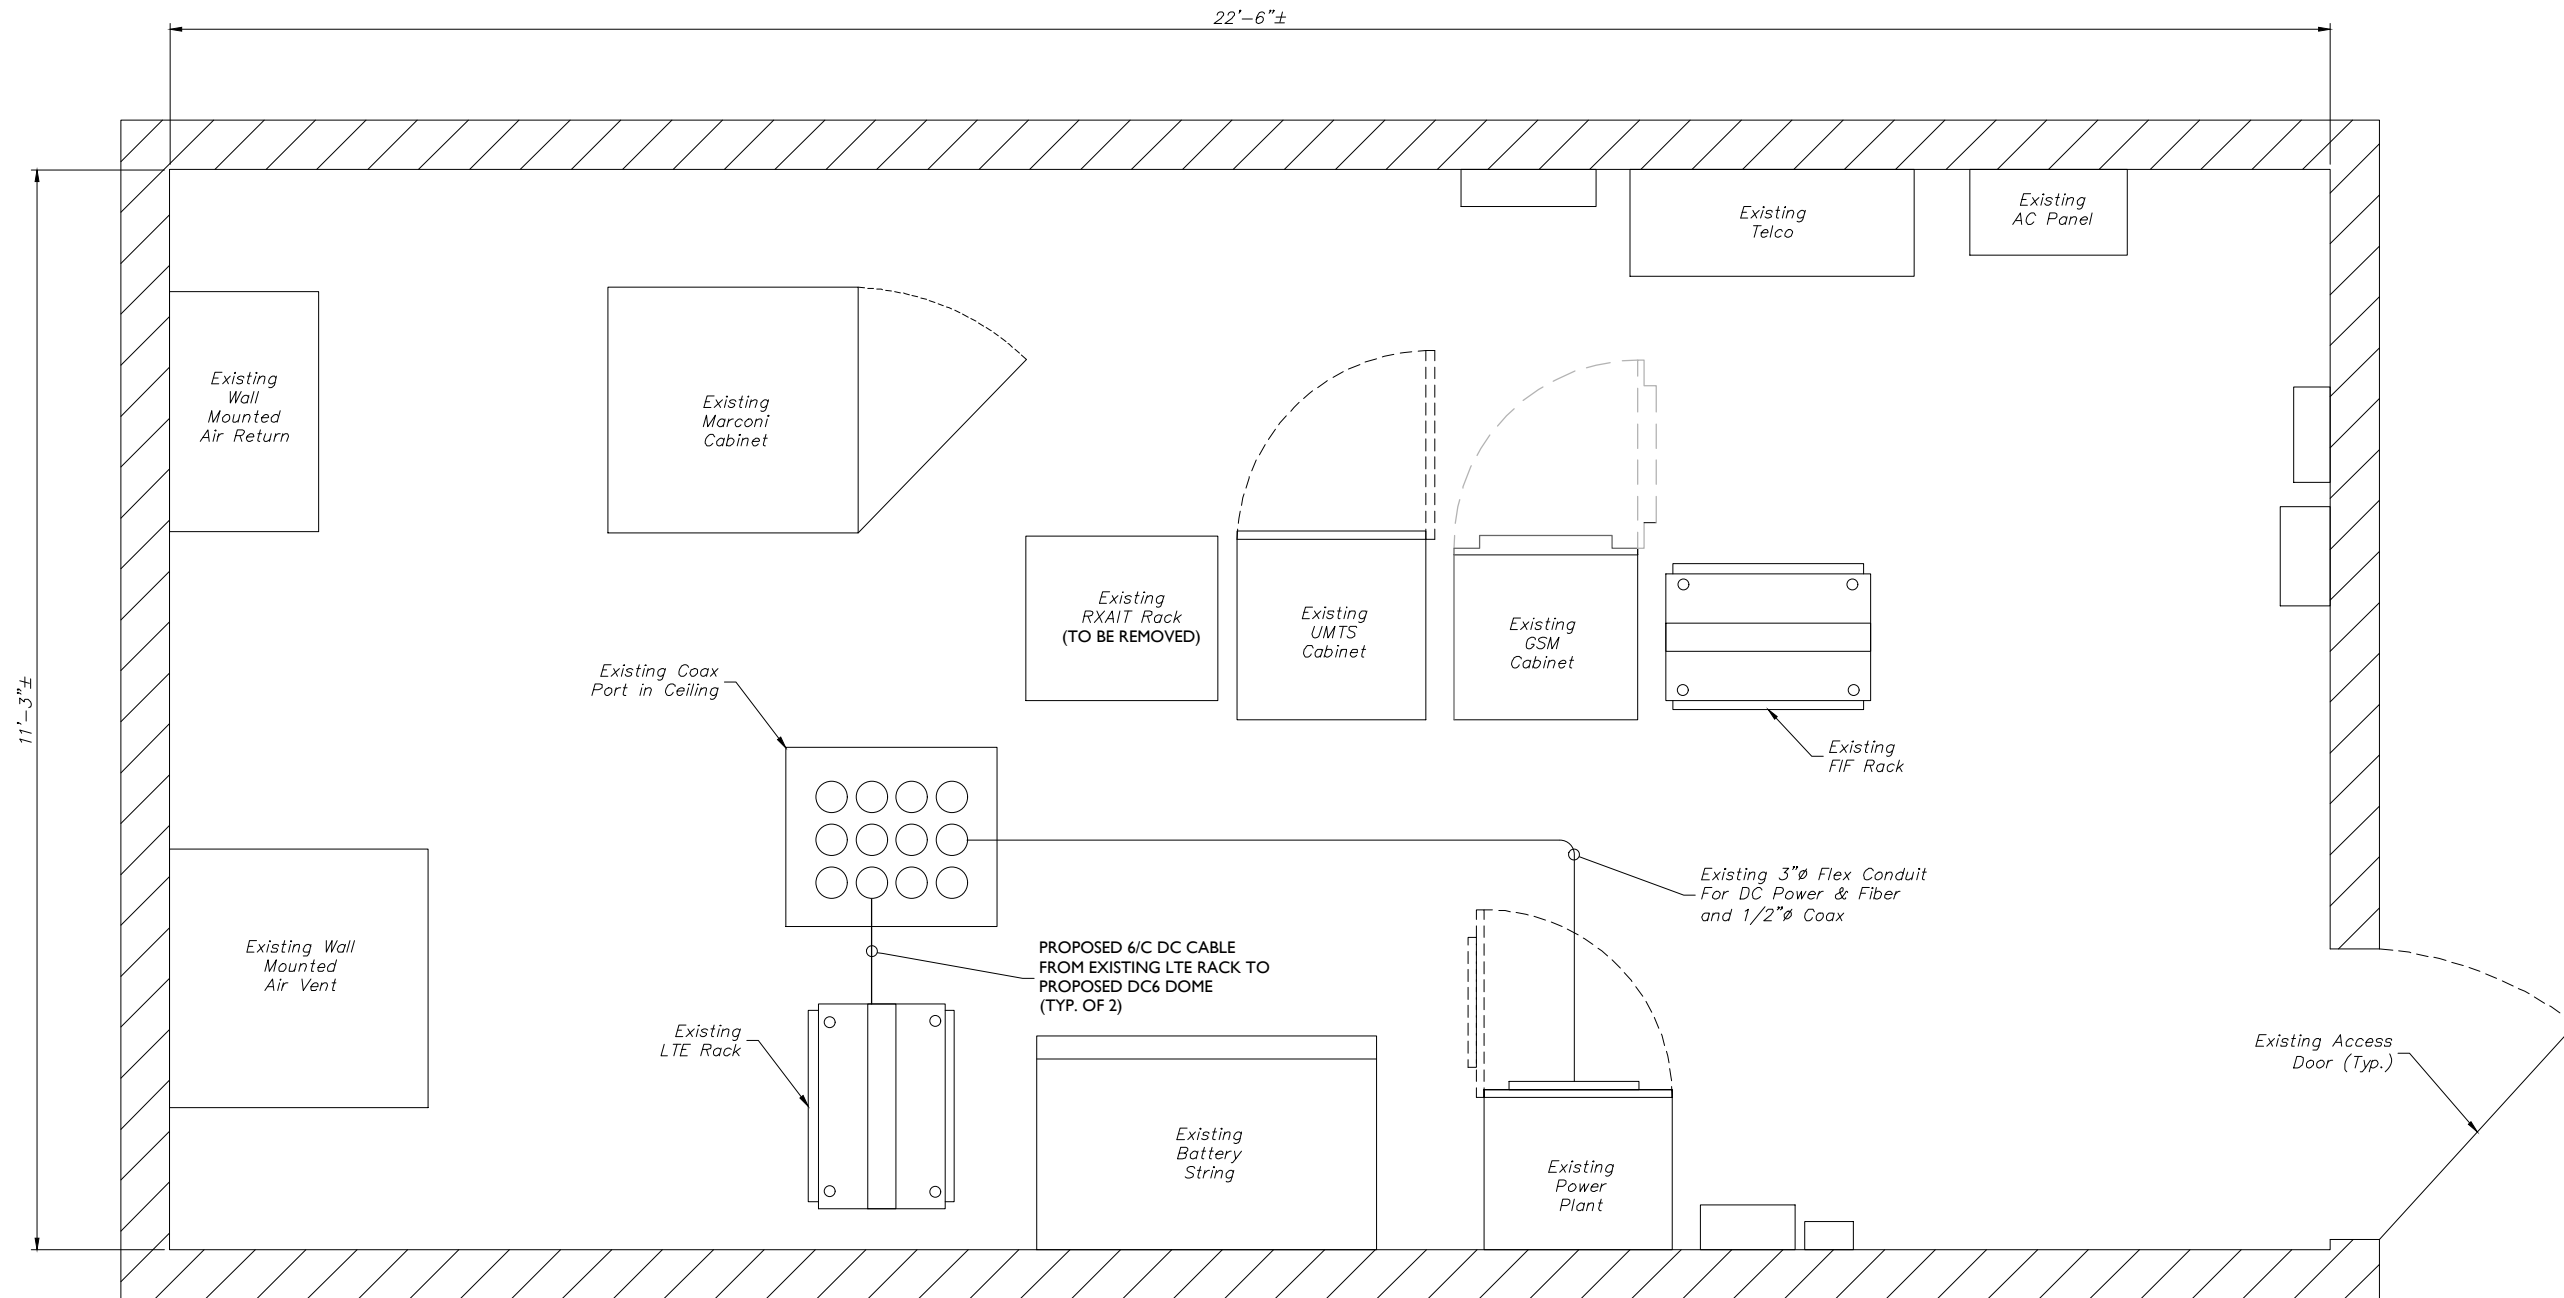 22'-6"±
11'-3"±
Existing
Telco
Existing
AC Panel
Existing
Wall
Mounted
Air Return
Existing
Marconi
Cabinet
Existing
RXAIT Rack
(TO BE REMOVED)
Existing
UMTS
Cabinet
Existing
GSM
Cabinet
Existing
FIF Rack
Existing Coax
Port in Ceiling
Existing 3"ø Flex Conduit
For DC Power & Fiber
and 1/2"ø Coax
Existing Wall
Mounted
Air Vent
PROPOSED 6/C DC CABLE
FROM EXISTING LTE RACK TO
PROPOSED DC6 DOME
(TYP. OF 2)
Existing
LTE Rack
Existing
Battery
String
Existing
Power
Plant
Existing Access
Door (Typ.)